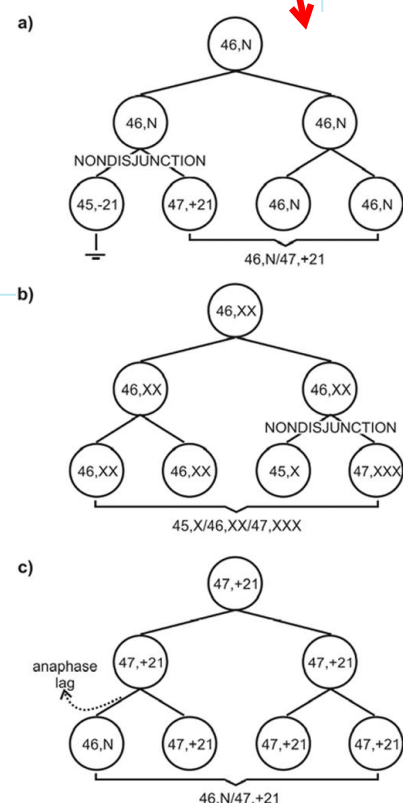 a)
46,N
46,N
46,N
NONDISJUNCTION
45,-21
47,+21
46,N
46,N
46,N/47,+21
b)
46,XX
46,XX
46,XX
NONDISJUNCTION
46,XX
46,XX
45,X
47,XXX
45,X/46,XX/47,XXX
c)
47,+21
47,+21
47,+21
anaphase
lag
46,N
47,+21
47,+21
47,+21
46,N/47,+21